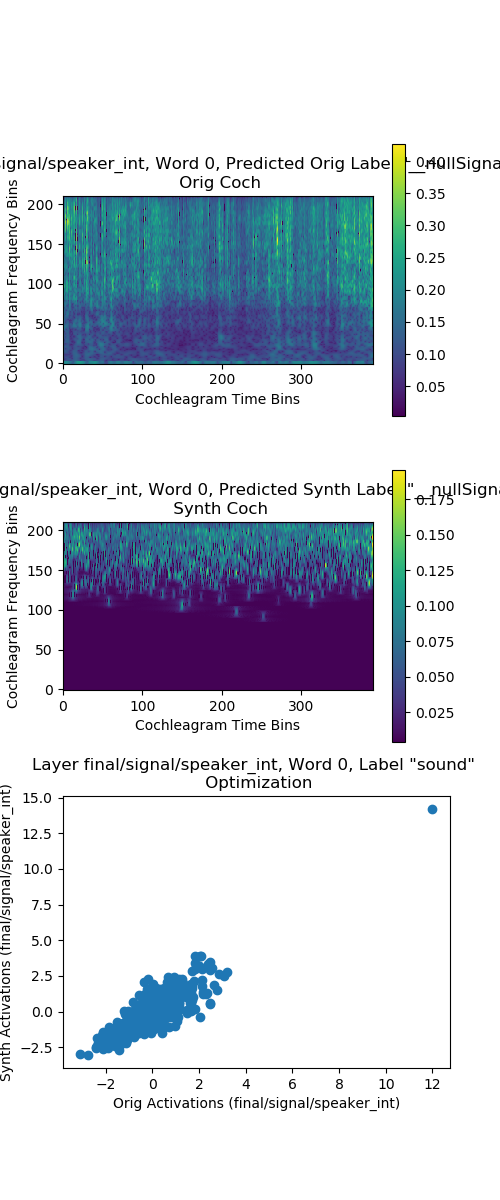 signal/speaker_int, Word 0, Predicted Orig Label "__nullSigna
Orig Coch
Cochleagram Frequency Bins
200
150
100
50
0
0 100 200 300
Cochleagram Time Bins
0.40
0.35
0.30
0.25
0.20
0.15
0.10
0.05
gnal/speaker_int, Word 0, Predicted Synth Label "__nullSigna
Synth Coch
Cochleagram Frequency Bins
200
150
100
50
0
0 100 200 300
Cochleagram Time Bins
0.175
0.150
0.125
0.100
0.075
0.050
0.025
Layer final/signal/speaker_int, Word 0, Label "sound"
Optimization
Synth Activations (final/signal/speaker_int)
15.0
12.5
10.0
7.5
5.0
2.5
0.0
−2.5
−2 0 2 4 6 8 10 12
Orig Activations (final/signal/speaker_int)